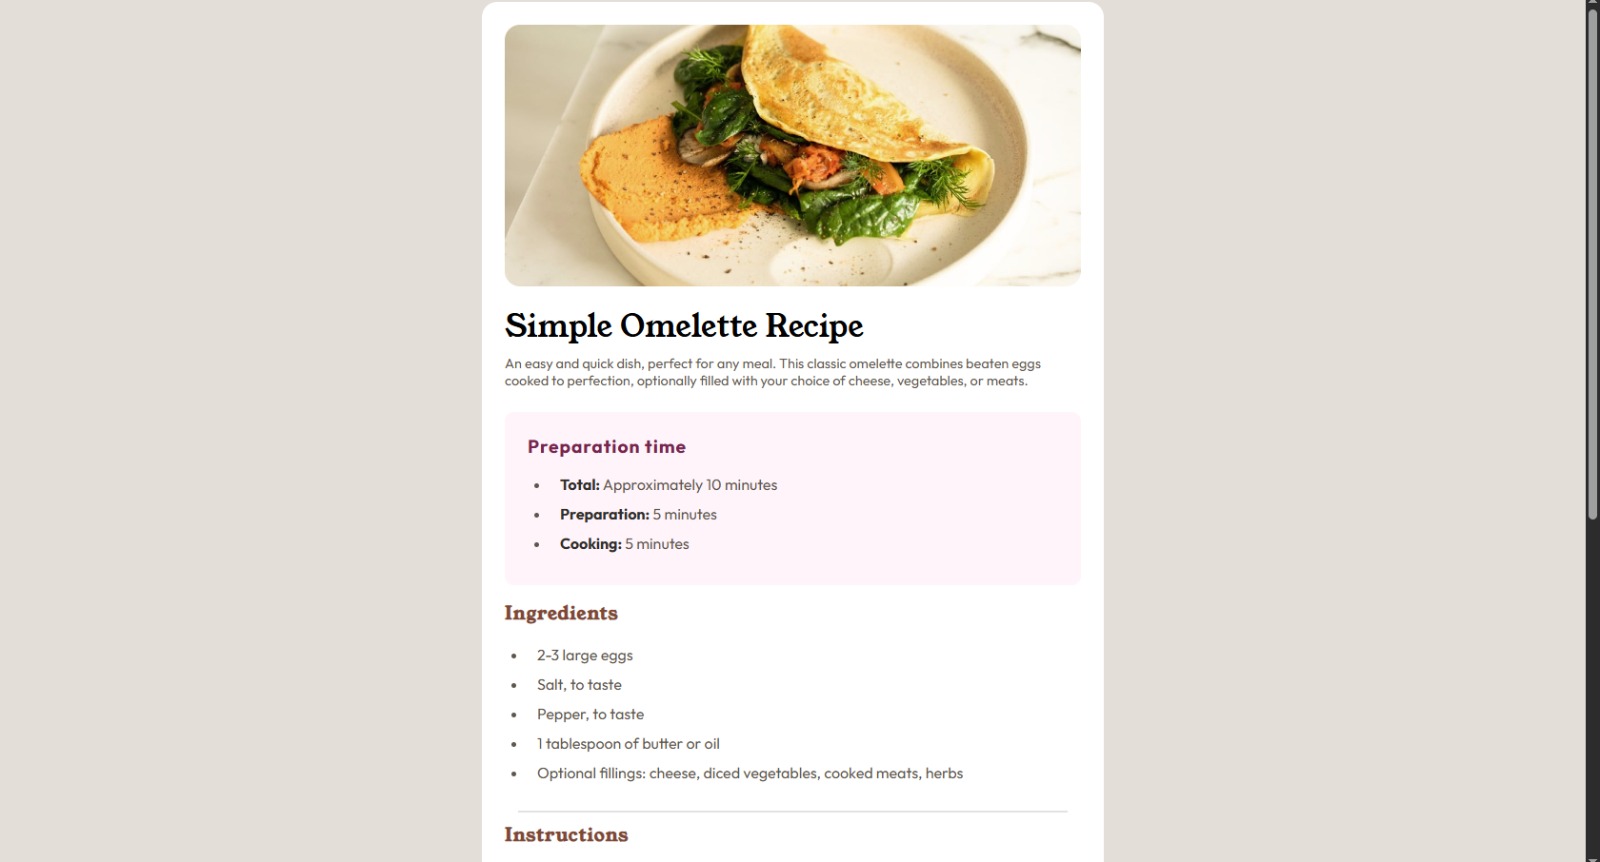 Simple Omelette Recipe
An easy and quick dish, perfect for any meal. This classic omelette combines beaten eggs
cooked to perfection, optionally filled with your choice of cheese, vegetables, or meats.
Preparation time
• Total: Approximately 10 minutes
• Preparation: 5 minutes
• Cooking: 5 minutes
Ingredients
• 2-3 large eggs
• Salt, to taste
• Pepper, to taste
• 1 tablespoon of butter or oil
• Optional fillings: cheese, diced vegetables, cooked meats, herbs
Instructions